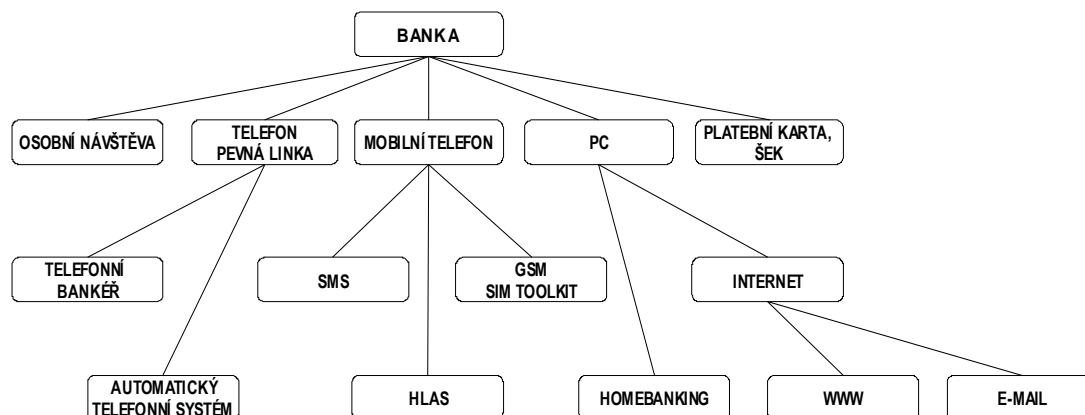 BANKA
OSOBNÍ NÁVŠTĚVA
TELEFON
PEVNÁ LINKA
MOBILNÍ TELEFON
PC
PLATEBNÍ KARTA,
ŠEK
TELEFONNÍ
BANKÉŘ
SMS
GSM
SIM TOOLKIT
INTERNET
AUTOMATICKÝ
TELEFONNÍ SYSTÉM
HLAS
HOMEBANKING
WWW
E-MAIL